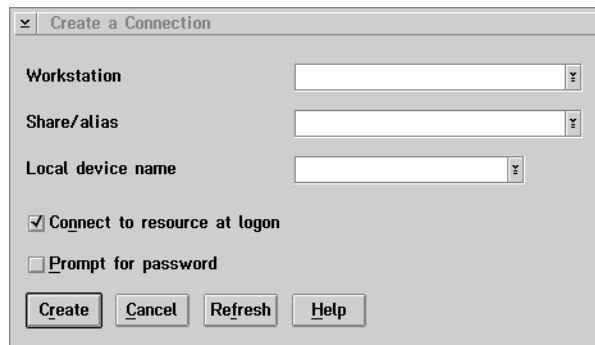 Create a Connection
Workstation
Share/alias
Local device name
Connect to resource at logon
Prompt for password
Create Cancel Refresh Help